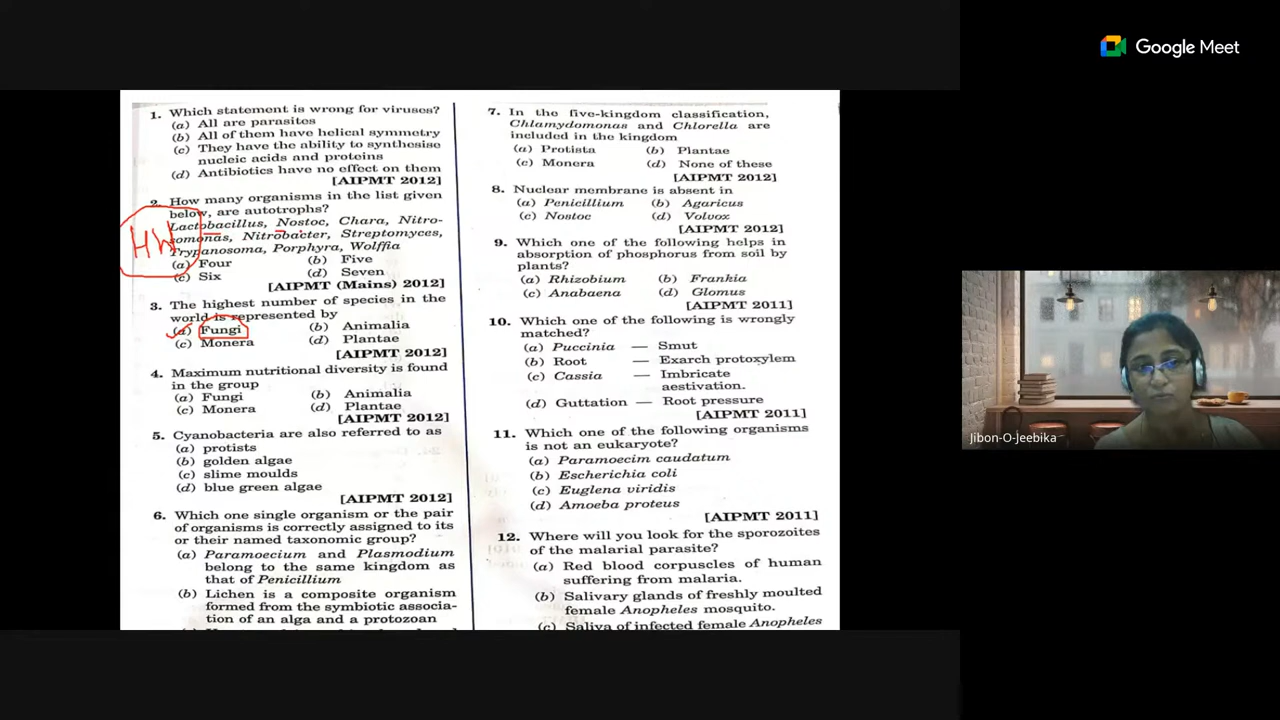 Google Meet
1. Which statement is wrong for viruses?
(a) All are parasites
(b) All of them have helical symmetry
(c) They have the ability to synthesise
nucleic acids and proteins
(d) Antibiotics have no effect on them
[AIPMT 2012]
2. How many organisms in the list given
below, are autotrophs?
Lactobacillus, Nostoc, Chara, Nitro-
somonas, Nitrobacter, Streptomyces,
Trypanosoma, Porphyra, Wolffia
HW
(a) Four (b) Five
(c) Six (d) Seven
[AIPMT (Mains) 2012]
3. The highest number of species in the
world is represented by
(a) Fungi (b) Animalia
(c) Monera (d) Plantae
[AIPMT 2012]
4. Maximum nutritional diversity is found
in the group
(a) Fungi (b) Animalia
(c) Monera (d) Plantae
[AIPMT 2012]
5. Cyanobacteria are also referred to as
(a) protists
(b) golden algae
(c) slime moulds
(d) blue green algae
[AIPMT 2012]
6. Which one single organism or the pair
of organisms is correctly assigned to its
or their named taxonomic group?
(a) Paramoecium and Plasmodium
belong to the same kingdom as
that of Penicillium
(b) Lichen is a composite organism
formed from the symbiotic associa-
tion of an alga and a protozoan
7. In the five-kingdom classification,
Chlamydomonas and Chlorella are
included in the kingdom
(a) Protista (b) Plantae
(c) Monera (d) None of these
[AIPMT 2012]
8. Nuclear membrane is absent in
(a) Penicillium (b) Agaricus
(c) Nostoc (d) Volvox
[AIPMT 2012]
9. Which one of the following helps in
absorption of phosphorus from soil by
plants?
(a) Rhizobium (b) Frankia
(c) Anabaena (d) Glomus
[AIPMT 2011]
10. Which one of the following is wrongly
matched?
(a) Puccinia — Smut
(b) Root — Exarch protoxylem
(c) Cassia — Imbricate
aestivation.
(d) Guttation — Root pressure
[AIPMT 2011]
11. Which one of the following organisms
is not an eukaryote?
(a) Paramoecim caudatum
(b) Escherichia coli
(c) Euglena viridis
(d) Amoeba proteus
[AIPMT 2011]
12. Where will you look for the sporozoites
of the malarial parasite?
(a) Red blood corpuscles of human
suffering from malaria.
(b) Salivary glands of freshly moulted
female Anopheles mosquito.
(c) Saliva of infected female Anopheles
Jibon-O-Jeebika